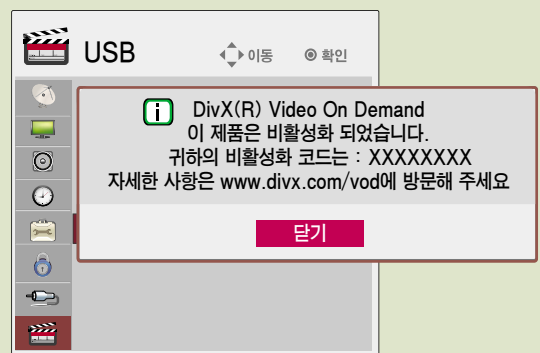 USB
이동
확인
DivX(R) Video On Demand
이 제품은 비활성화 되었습니다.
귀하의 비활성화 코드는 : XXXXXXXX
자세한 사항은 www.divx.com/vod에 방문해 주세요
닫기